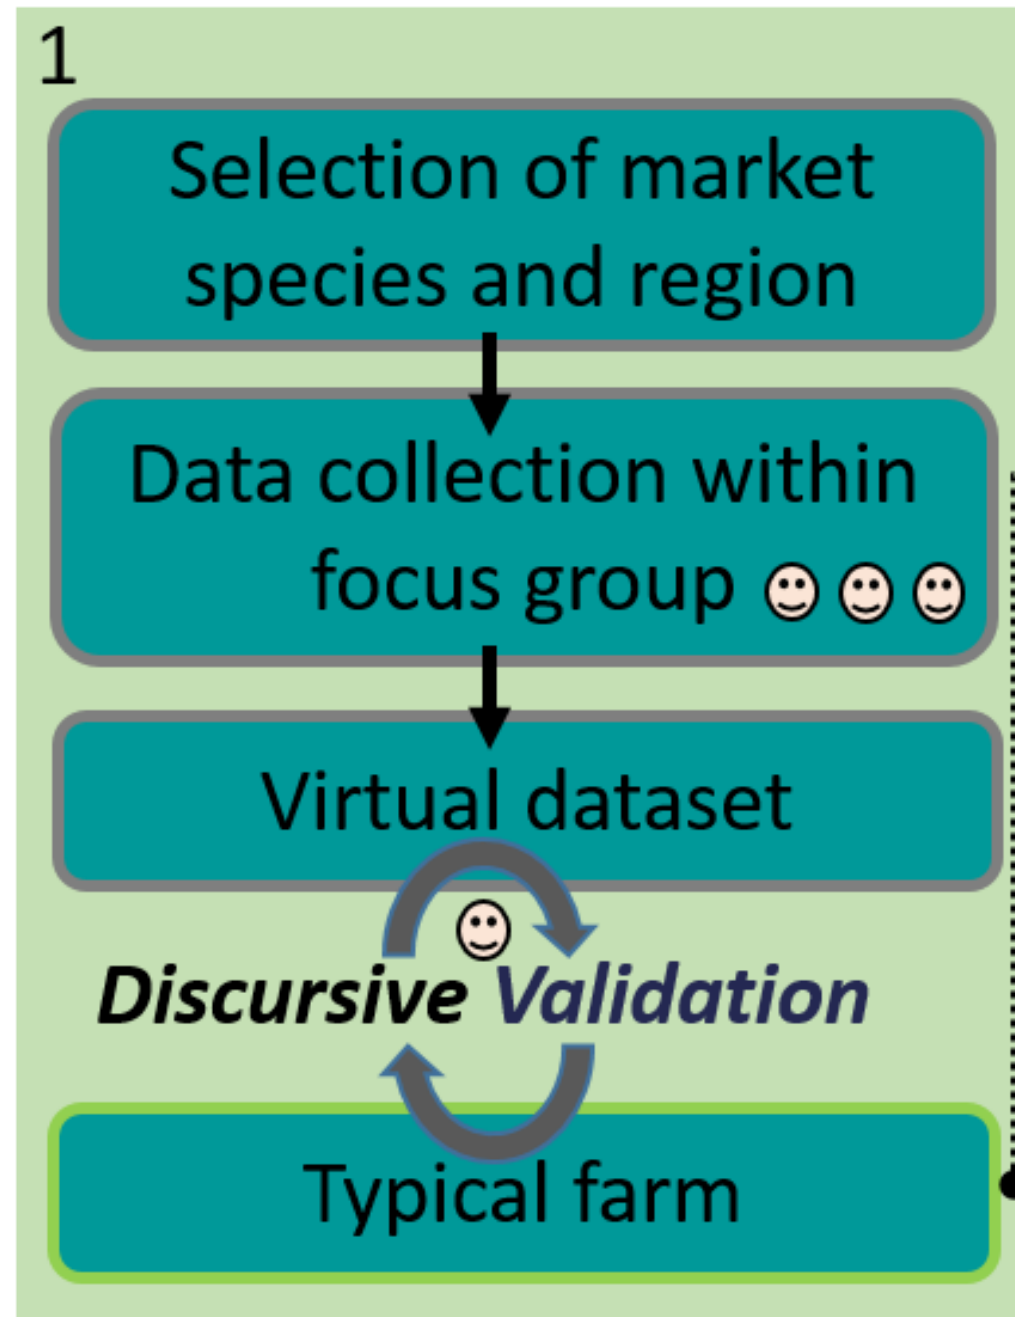 1
Selection of market
species and region
Data collection within
focus group
Virtual dataset
Discursive Validation
Typical farm